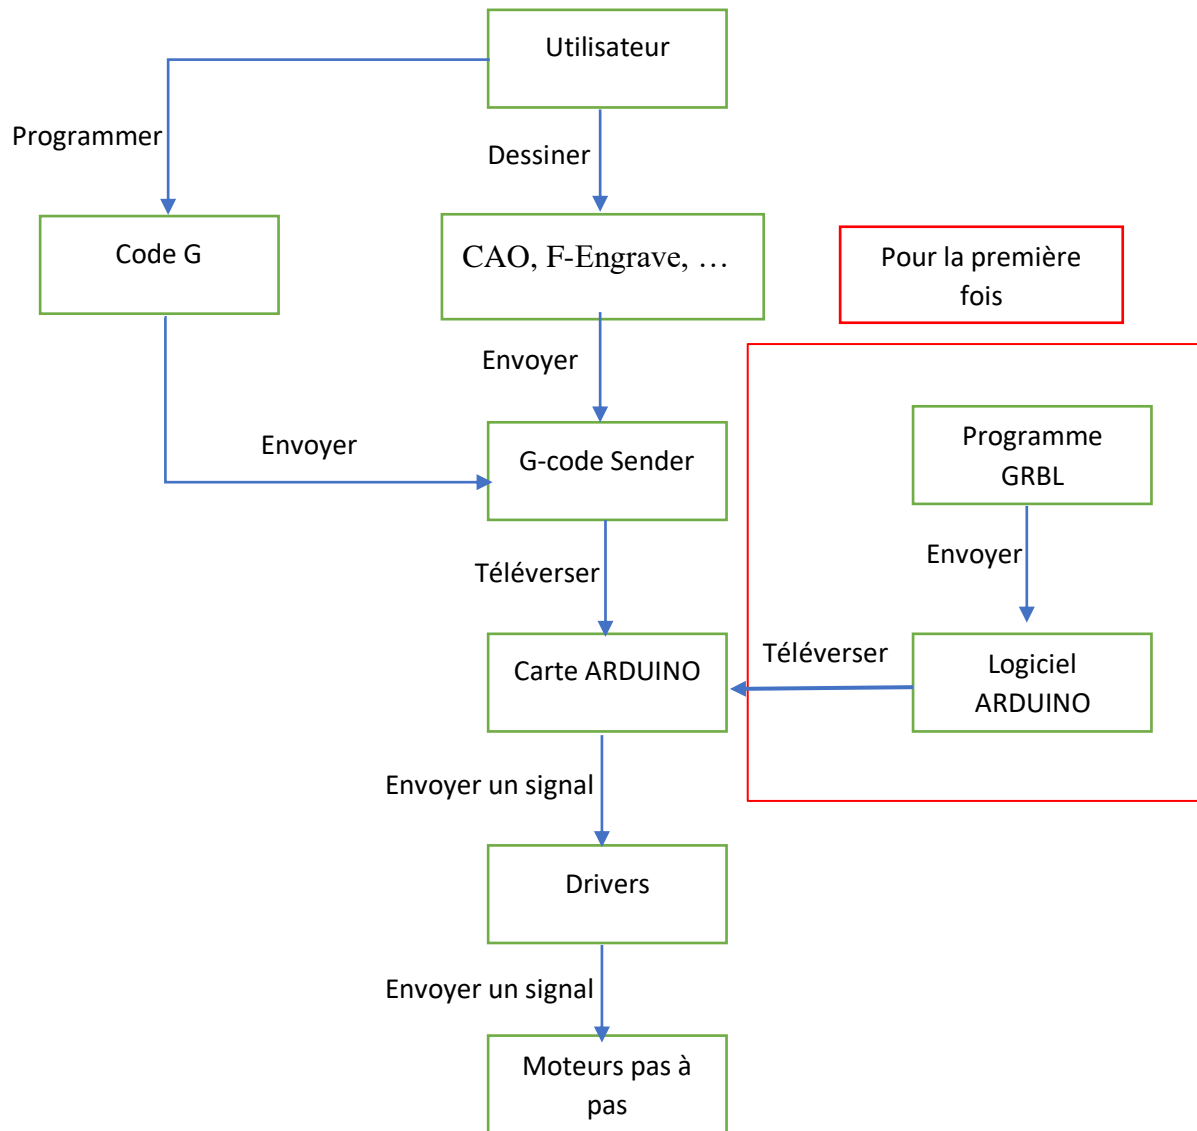 Utilisateur
Programmer
Dessiner
Code G
CAO, F-Engrave, …
Pour la première
fois
Envoyer
Envoyer
G-code Sender
Programme
GRBL
Envoyer
Téléverser
Carte ARDUINO
Téléverser
Logiciel
ARDUINO
Envoyer un signal
Drivers
Envoyer un signal
Moteurs pas à
pas